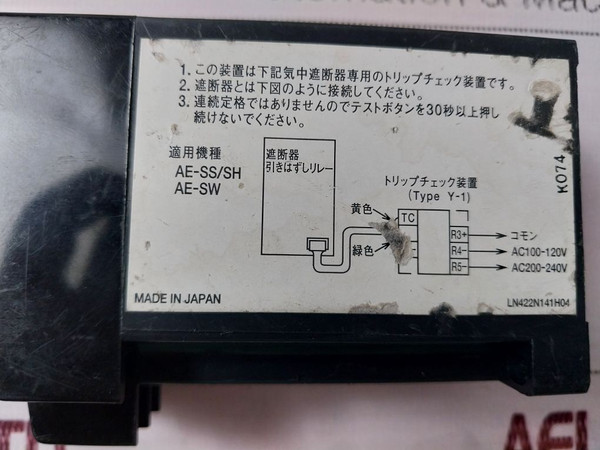 1. この装置は下記気中遮断器専用のトリップチェック装置です。
2. 遮断器とは下図のように接続してください。
3. 連続定格ではありませんのでテストボタンを30秒以上押し
続けないでください。
適用機種
AE-SS/SH
AE-SW
遮断器
引きはずしリレー
トリップチェック装置
(Type Y-1)
黄色
TC
緑色
R3+
コモン
R4-
AC100-120V
R5-
AC200-240V
K074
MADE IN JAPAN
LN422N141H04